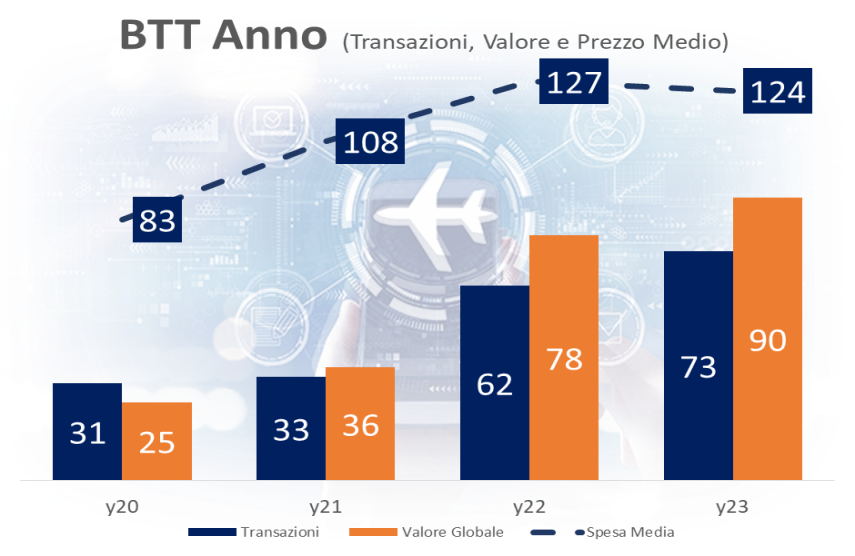 BTT Anno (Transazioni, Valore e Prezzo Medio)
83
108
127
124
31
25
33
36
62
78
73
90
y20
y21
y22
y23
Transazioni
Valore Globale
Spesa Media